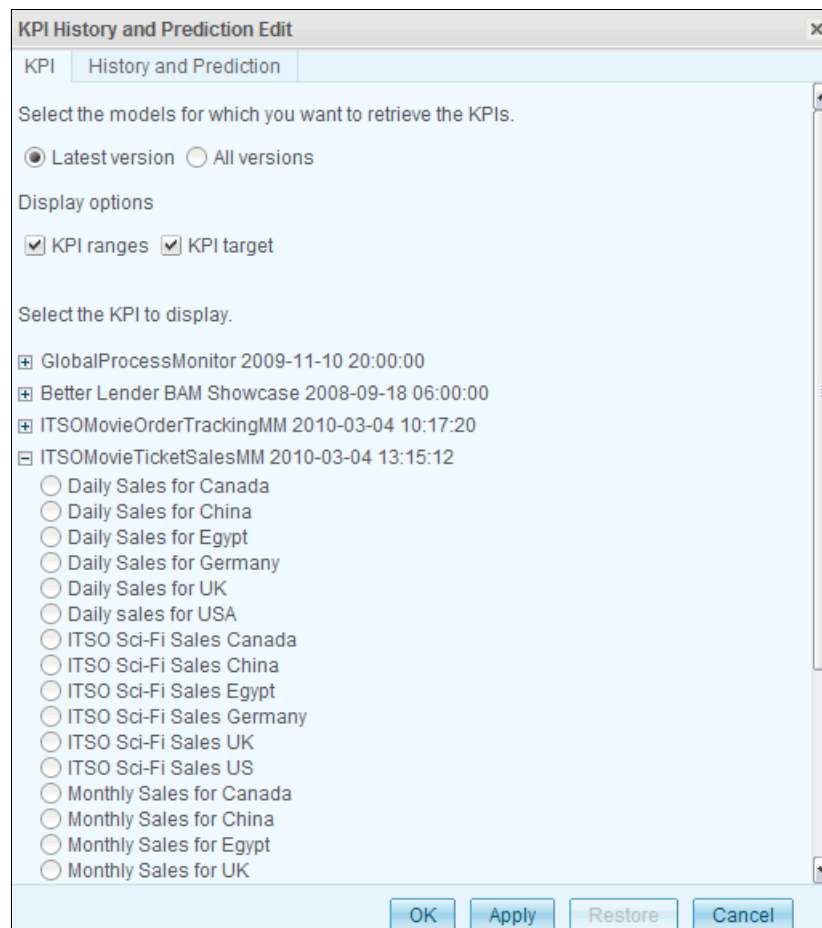 KPI History and Prediction Edit
KPI History and Prediction
Select the models for which you want to retrieve the KPIs.
Latest version All versions
Display options
KPI ranges KPI target
Select the KPI to display.
GlobalProcessMonitor 2009-11-10 20:00:00
Better Lender BAM Showcase 2008-09-18 06:00:00
ITSOMovieOrderTrackingMM 2010-03-04 10:17:20
ITSOMovieTicketSalesMM 2010-03-04 13:15:12
Daily Sales for Canada
Daily Sales for China
Daily Sales for Egypt
Daily Sales for Germany
Daily Sales for UK
Daily sales for USA
ITSO Sci-Fi Sales Canada
ITSO Sci-Fi Sales China
ITSO Sci-Fi Sales Egypt
ITSO Sci-Fi Sales Germany
ITSO Sci-Fi Sales UK
ITSO Sci-Fi Sales US
Monthly Sales for Canada
Monthly Sales for China
Monthly Sales for Egypt
Monthly Sales for UK
OK Apply Restore Cancel